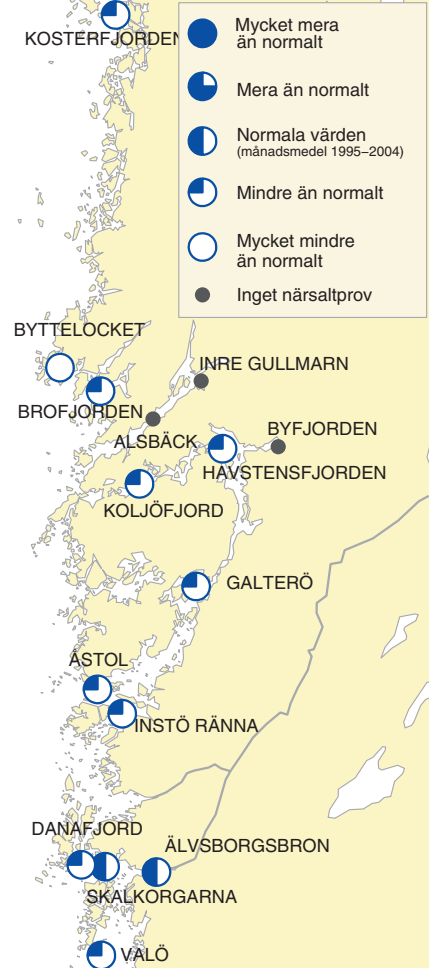 KOSTERFJORDEN
Mycket mera
än normalt
Mera än normalt
Normala värden
(månadsmedel 1995–2004)
Mindre än normalt
Mycket mindre
än normalt
Inget närsaltprov
BYTTELOCKET
INRE GULLMARN
BROFJORDEN
ALSBÄCK
BYFJORDEN
HAVSTENSFJORDEN
KOLJÖFJORD
GALTERÖ
ÅSTOL
INSTÖ RÄNNA
DANAFJORD
ÄLVSBORGSBRON
SKALKORGARNA
VALÖ